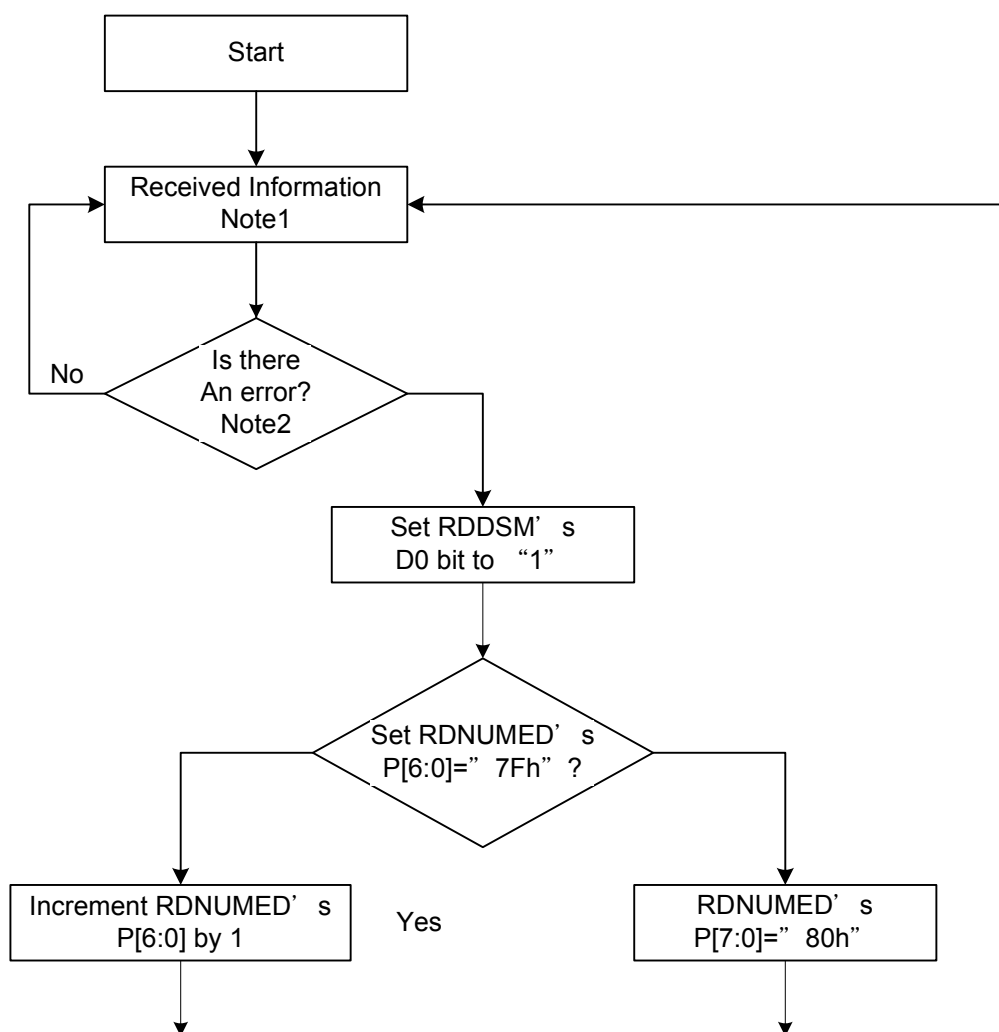 Start
Received Information
Note1
Is there
An error?
Note2
No
Set RDDSM’ s
D0 bit to “1”
Set RDNUMED’ s
P[6:0]=” 7Fh” ?
Increment RDNUMED’ s
P[6:0] by 1
Yes
RDNUMED’ s
P[7:0]=” 80h”